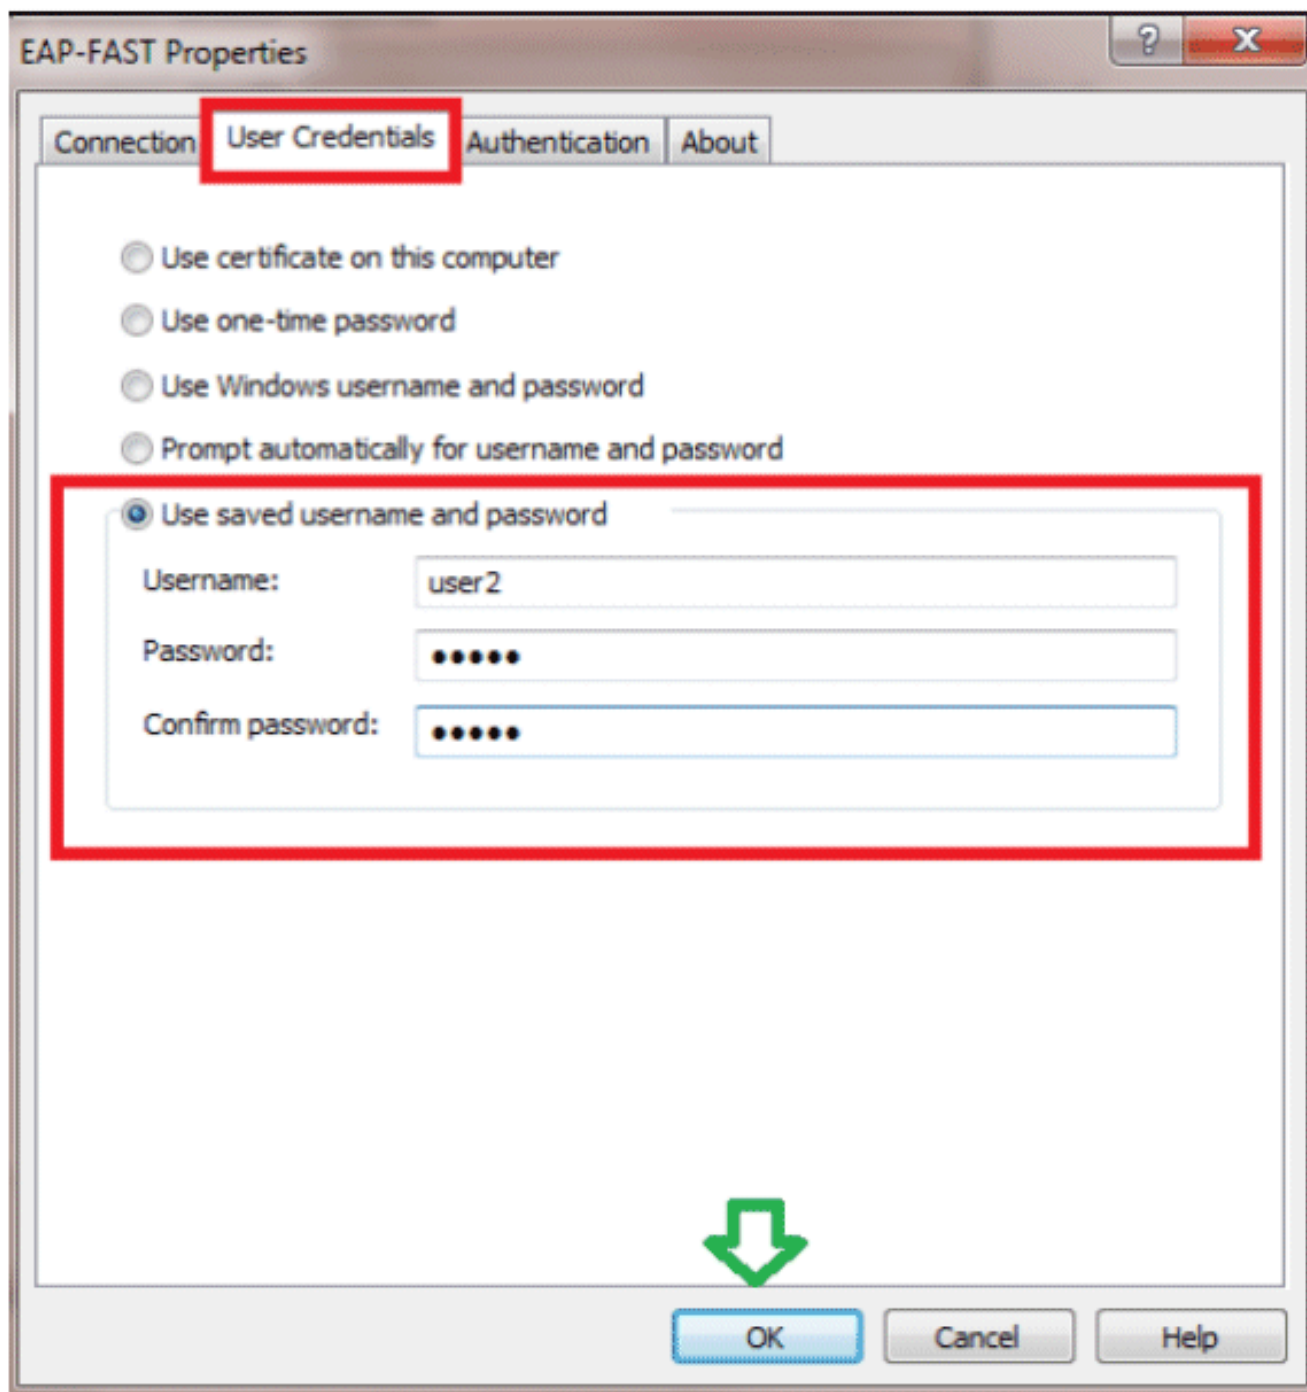 EAP-FAST Properties
?
X
Connection User Credentials Authentication About
Use certificate on this computer
Use one-time password
Use Windows username and password
Prompt automatically for username and password
Use saved username and password
Username: user2
Password: •••••
Confirm password: •••••
OK Cancel Help